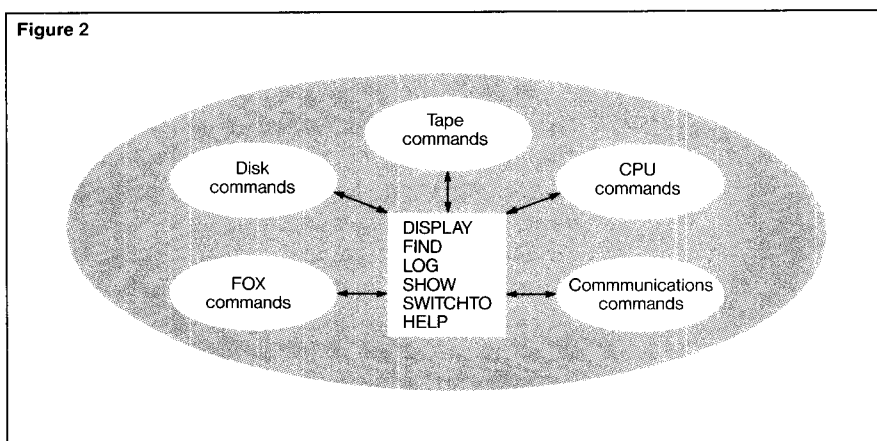 Figure 2
Tape
commands
Disk
commands
CPU
commands
DISPLAY
FIND
LOG
SHOW
SWITCHTO
HELP
FOX
commands
Commmunications
commands